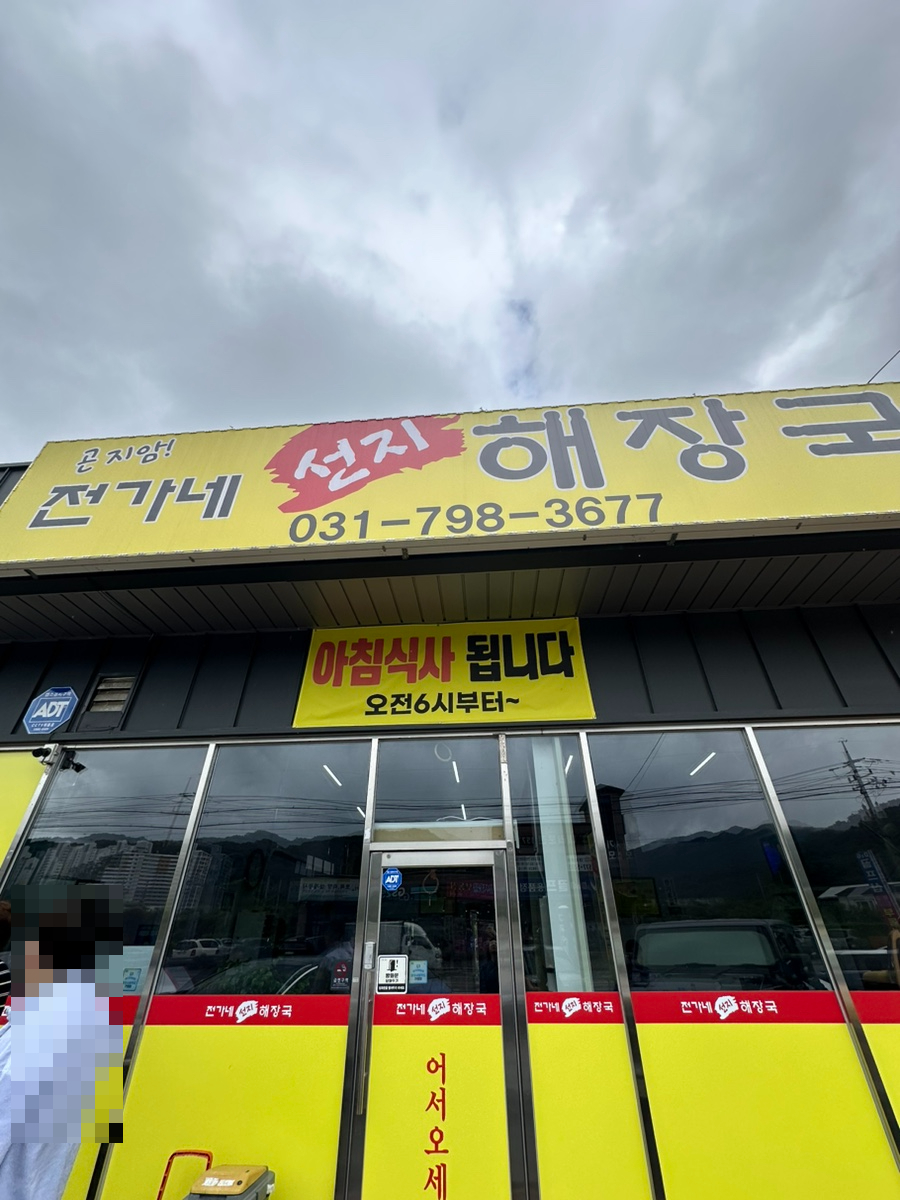 곤지암!
전가네 선지 해장국
031-798-3677
아침식사 됩니다
오전6시부터~
ADT
ADT
전가네 선지 해장국
전가네 선지 해장국
전가네 선지 해장국
전가네 선지 해장국
어서오세